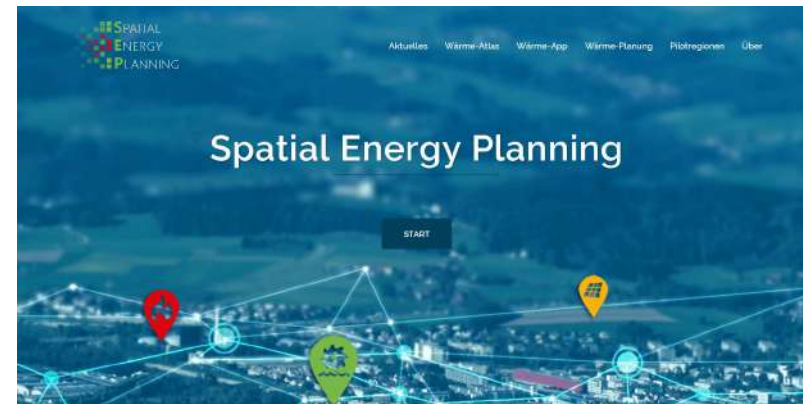 SPATIAL
ENERGY
PLANNING
Aktuelles Wärme-Atlas Wärme-App Wärme-Planung Pilotregionen Über
Spatial Energy Planning
START